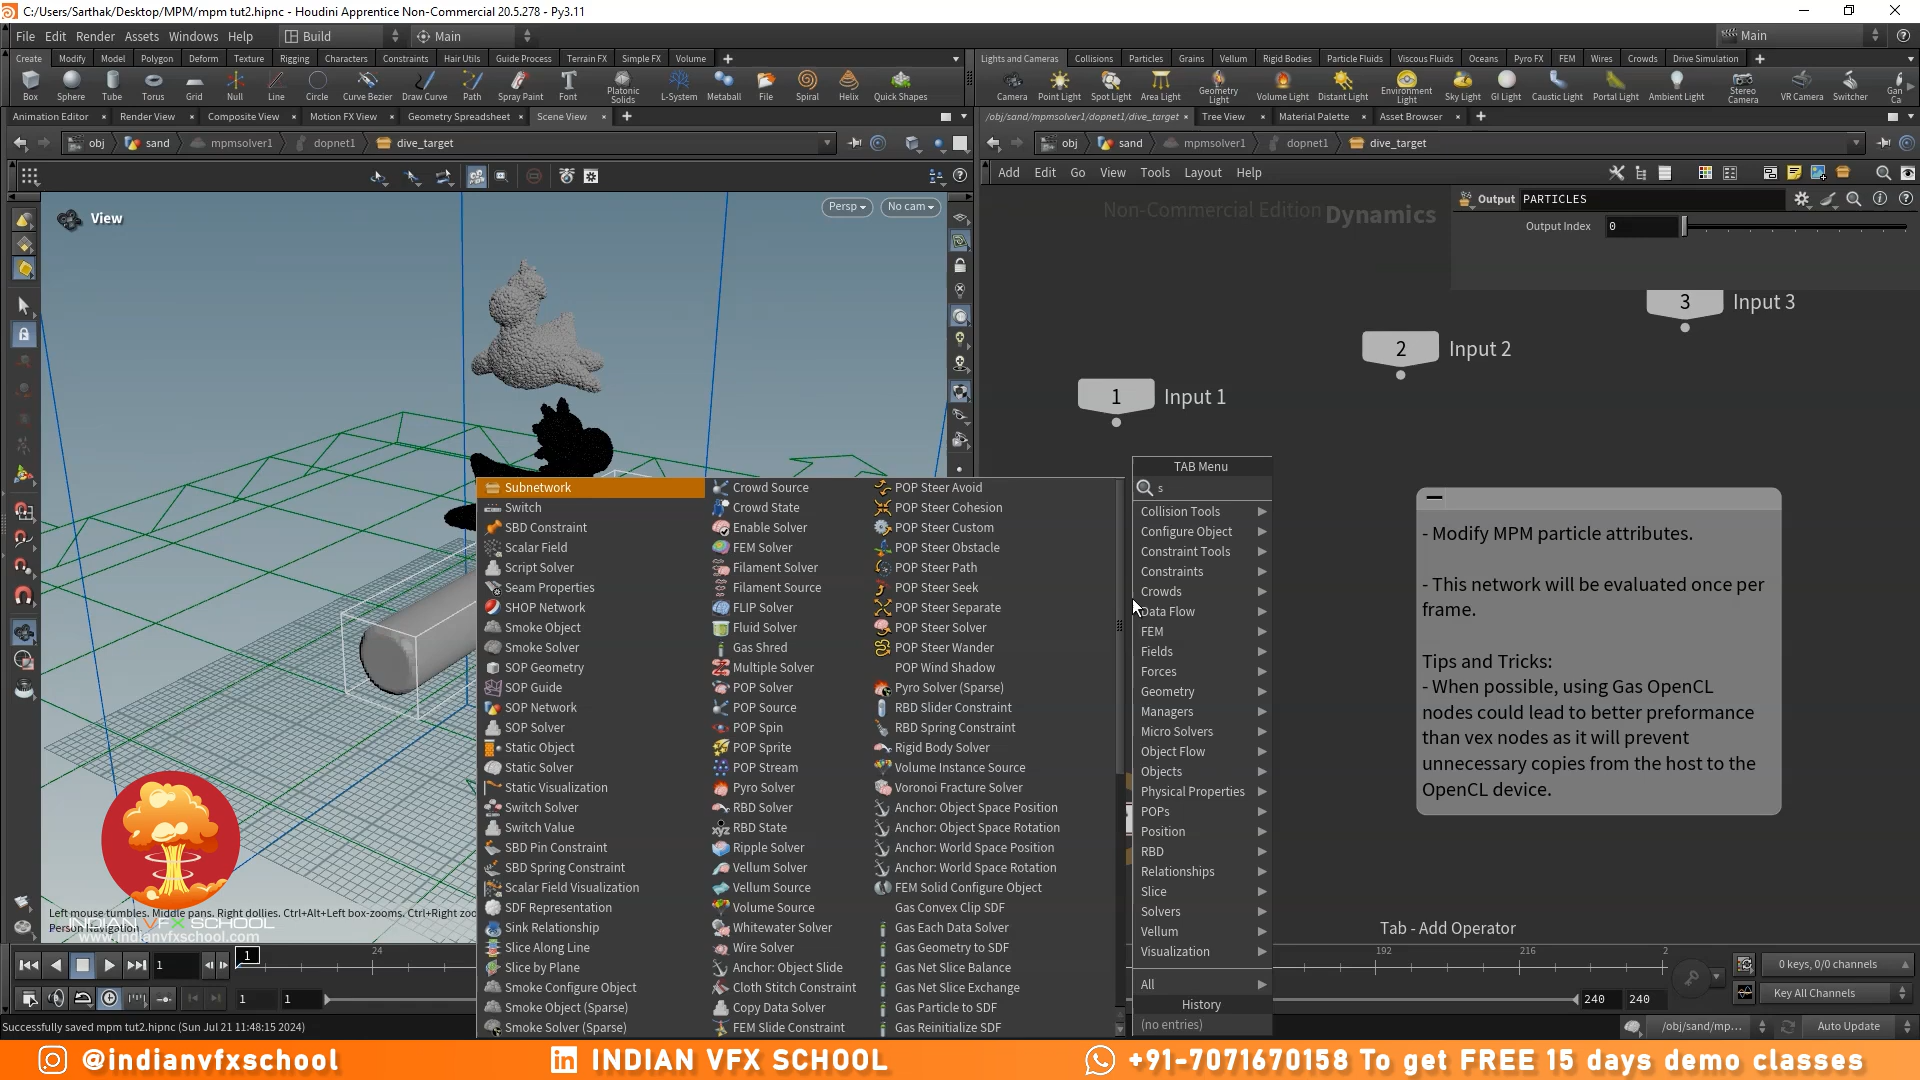 C:/Users/Sarthak/Desktop/MPM/mpm tut2.hipnc - Houdini Apprentice Non-Commercial 20.5.278 - Py3.11
File Edit Render Assets Windows Help Build Main Main
Create Modify Model Polygon Deform Texture Rigging Characters Constraints Hair Utils Guide Process Terrain FX Simple FX Volume
Lights and Cameras Collisions Particles Grains Vellum Rigid Bodies Particle Fluids Viscous Fluids Oceans Pyro FX FEM Wires Crowds Drive Simulation
Box Sphere Tube Torus Grid Null Line Circle Curve Bezier Draw Curve Path Spray Paint Font Platonic Solids L-System Metaball File Spiral Helix Quick Shapes
Camera Point Light Spot Light Area Light Geometry Light Volume Light Distant Light Environment Light Sky Light GI Light Caustic Light Portal Light Ambient Light Stereo Camera VR Camera Switcher Gan Ca
Animation Editor Render View Composite View Motion FX View Geometry Spreadsheet Scene View
/obj/sand/mpmsolver1/dopnet1/dive_target Tree View Material Palette Asset Browser
obj sand mpmsolver1 dopnet1 dive_target
obj sand mpmsolver1 dopnet1 dive_target
Add Edit Go View Tools Layout Help
View Persp No cam
Non-Commercial Edition Dynamics
Output PARTICLES
Output Index 0
3 Input 3
2 Input 2
1 Input 1
TAB Menu
s
Collision Tools
Configure Object
Constraint Tools
Constraints
Crowds
Data Flow
FEM
Fields
Forces
Geometry
Managers
Micro Solvers
Object Flow
Objects
Physical Properties
POPs
Position
RBD
Relationships
Slice
Solvers
Vellum
Visualization
All
History
(no entries)
Subnetwork
Switch
SBD Constraint
Scalar Field
Script Solver
Seam Properties
SHOP Network
Smoke Object
Smoke Solver
SOP Geometry
SOP Guide
SOP Network
SOP Solver
Static Object
Static Solver
Static Visualization
Switch Solver
Switch Value
SBD Pin Constraint
SBD Spring Constraint
Scalar Field Visualization
SDF Representation
Sink Relationship
Slice Along Line
Slice by Plane
Smoke Configure Object
Smoke Object (Sparse)
Smoke Solver (Sparse)
Crowd Source
Crowd State
Enable Solver
FEM Solver
Filament Solver
Filament Source
FLIP Solver
Fluid Solver
Gas Shred
Multiple Solver
POP Solver
POP Source
POP Spin
POP Sprite
POP Stream
Pyro Solver
RBD Solver
RBD State
Ripple Solver
Vellum Solver
Vellum Source
Volume Source
Whitewater Solver
Wire Solver
Anchor: Object Slide
Cloth Stitch Constraint
Copy Data Solver
FEM Slide Constraint
POP Steer Avoid
POP Steer Cohesion
POP Steer Custom
POP Steer Obstacle
POP Steer Path
POP Steer Seek
POP Steer Separate
POP Steer Solver
POP Steer Wander
POP Wind Shadow
Pyro Solver (Sparse)
RBD Slider Constraint
RBD Spring Constraint
Rigid Body Solver
Volume Instance Source
Voronoi Fracture Solver
Anchor: Object Space Position
Anchor: Object Space Rotation
Anchor: World Space Position
Anchor: World Space Rotation
FEM Solid Configure Object
Gas Convex Clip SDF
Gas Each Data Solver
Gas Geometry to SDF
Gas Net Slice Balance
Gas Net Slice Exchange
Gas Particle to SDF
Gas Reinitialize SDF
- Modify MPM particle attributes.
- This network will be evaluated once per
frame.
Tips and Tricks:
- When possible, using Gas OpenCL
nodes could lead to better preformance
than vex nodes as it will prevent
unnecessary copies from the host to the
OpenCL device.
Tab - Add Operator
Left mouse tumbles. Middle pans. Right dollies. Ctrl+Alt+Left box-zooms. Ctrl+Right zoo
Person Navigation
INDIAN VFX SCHOOL
www.indianvfxschool.com
1 1 24 192 216 2
0 keys, 0/0 channels
1 1 240 240 Key All Channels
Successfully saved mpm tut2.hipnc (Sun Jul 21 11:48:15 2024)
/obj/sand/mp... Auto Update
@indianvfxschool INDIAN VFX SCHOOL +91-7071670158 To get FREE 15 days demo classes